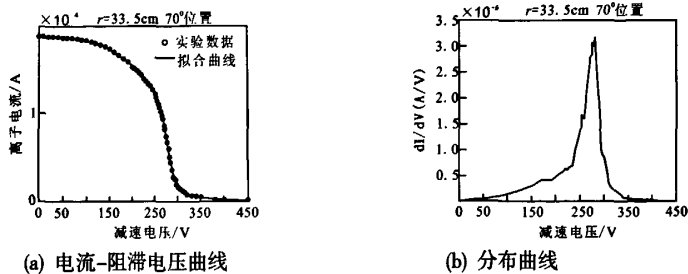 ×10⁻⁴ r=33.5cm 70°位置
实验数据
拟合曲线
离子电流/A
1
0
0 50 150 250 350 450
减速电压/V
(a) 电流-阻滞电压曲线
×10⁻⁶ r=33.5cm 70°位置
dI/dV(A/V)
3.5
3.0
2.5
2.0
1.5
1.0
0.5
0 50 150 250 350 450
减速电压/V
(b) 分布曲线